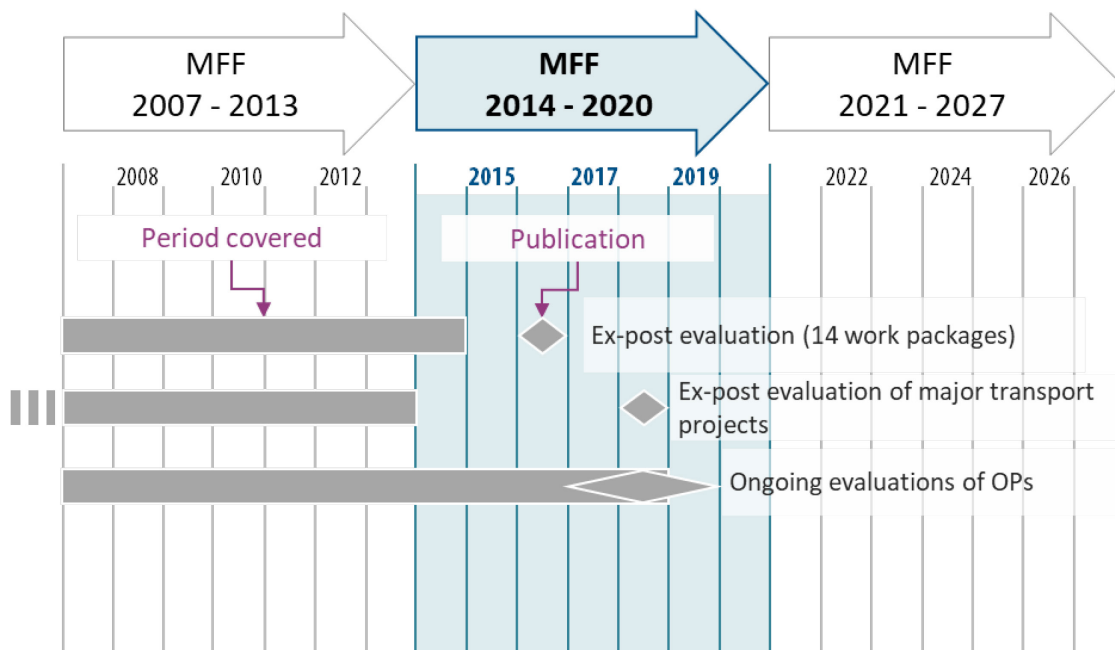 MFF
2007 - 2013
MFF
2014 - 2020
MFF
2021 - 2027
2008
2010
2012
2015
2017
2019
2022
2024
2026
Period covered
Publication
Ex-post evaluation (14 work packages)
Ex-post evaluation of major transport
projects
Ongoing evaluations of OPs